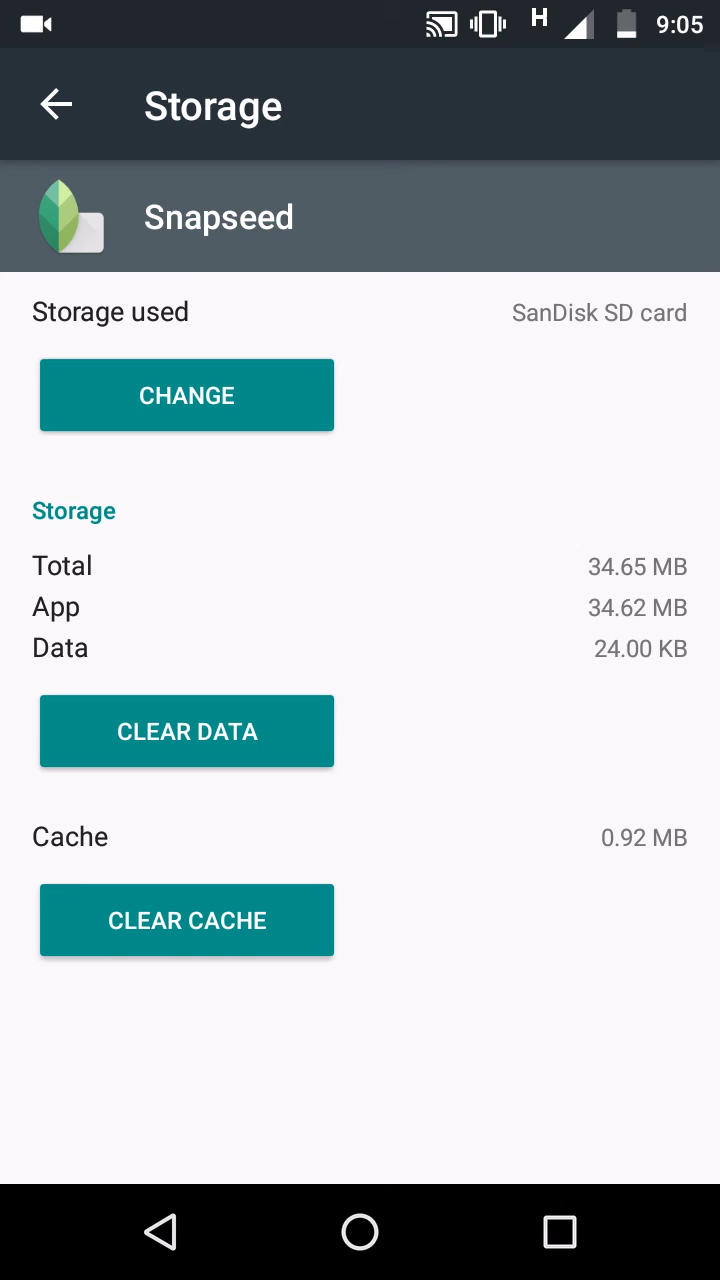 H 9:05
Storage
Snapseed
Storage used SanDisk SD card
CHANGE
Storage
Total 34.65 MB
App 34.62 MB
Data 24.00 KB
CLEAR DATA
Cache 0.92 MB
CLEAR CACHE